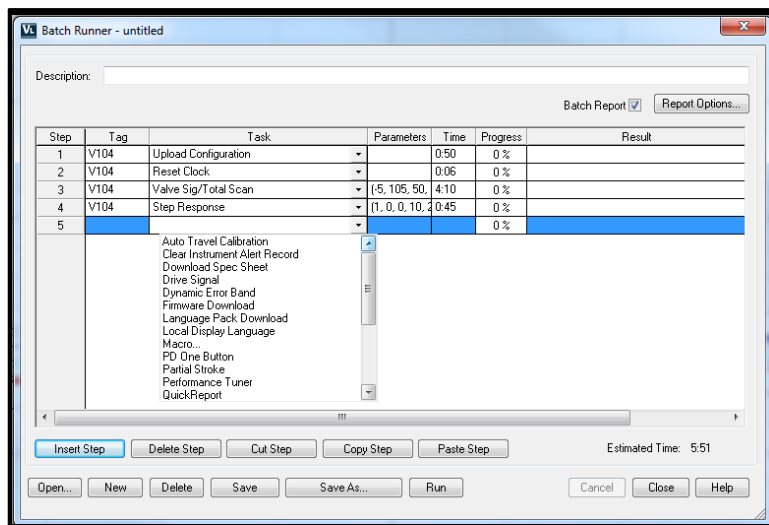 VL Batch Runner - untitled
Description:
Batch Report Report Options...
Step Tag Task Parameters Time Progress Result
1 V104 Upload Configuration 0:50 0 %
2 V104 Reset Clock 0:06 0 %
3 V104 Valve Sig/Total Scan (-5, 105, 50, 4:10 0 %
4 V104 Step Response (1, 0, 0, 10, 2 0:45 0 %
5 0 %
Auto Travel Calibration
Clear Instrument Alert Record
Download Spec Sheet
Drive Signal
Dynamic Error Band
Firmware Download
Language Pack Download
Local Display Language
Macro...
PD One Button
Partial Stroke
Performance Tuner
QuickReport
Insert Step Delete Step Cut Step Copy Step Paste Step Estimated Time: 5:51
Open... New Delete Save Save As... Run Cancel Close Help